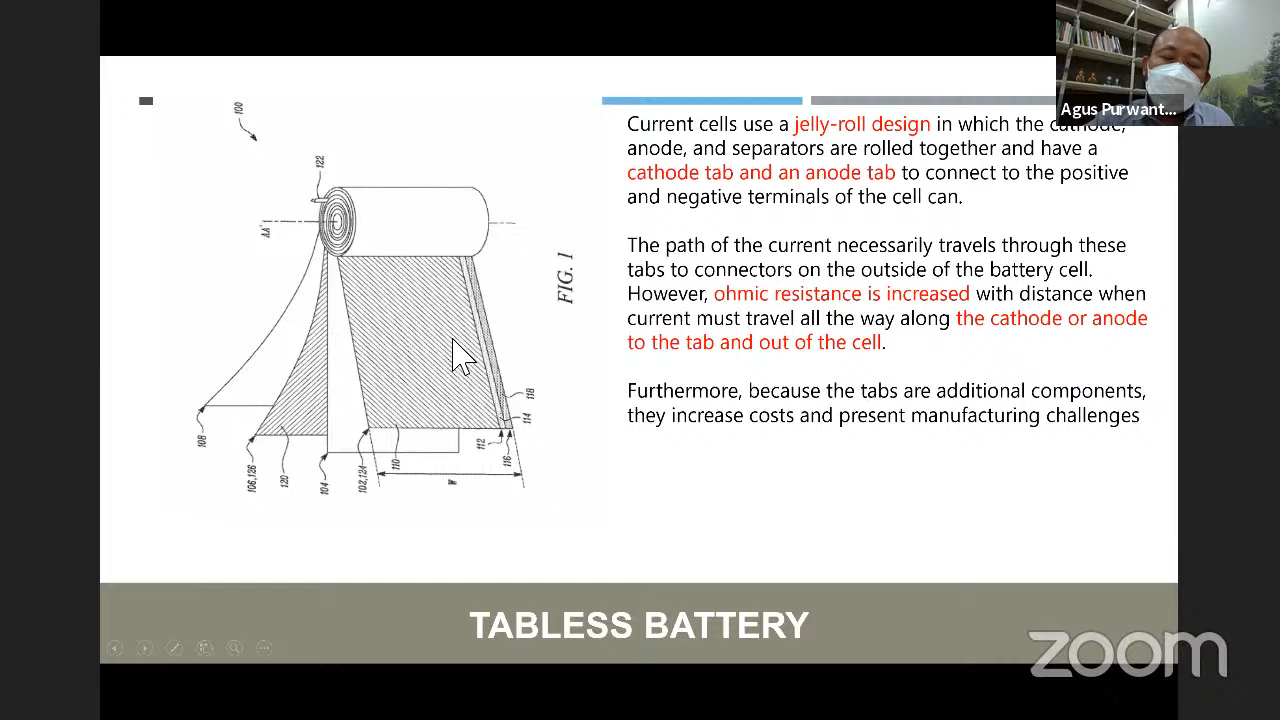 Agus Purwant...
Current cells use a jelly-roll design in which the cathode,
anode, and separators are rolled together and have a
cathode tab and an anode tab to connect to the positive
and negative terminals of the cell can.
The path of the current necessarily travels through these
tabs to connectors on the outside of the battery cell.
However, ohmic resistance is increased with distance when
current must travel all the way along the cathode or anode
to the tab and out of the cell.
Furthermore, because the tabs are additional components,
they increase costs and present manufacturing challenges
100
122
AA'
FIG. 1
108
106,126
120
104
102,124
110
W
112
116
114
118
TABLESS BATTERY
zoom